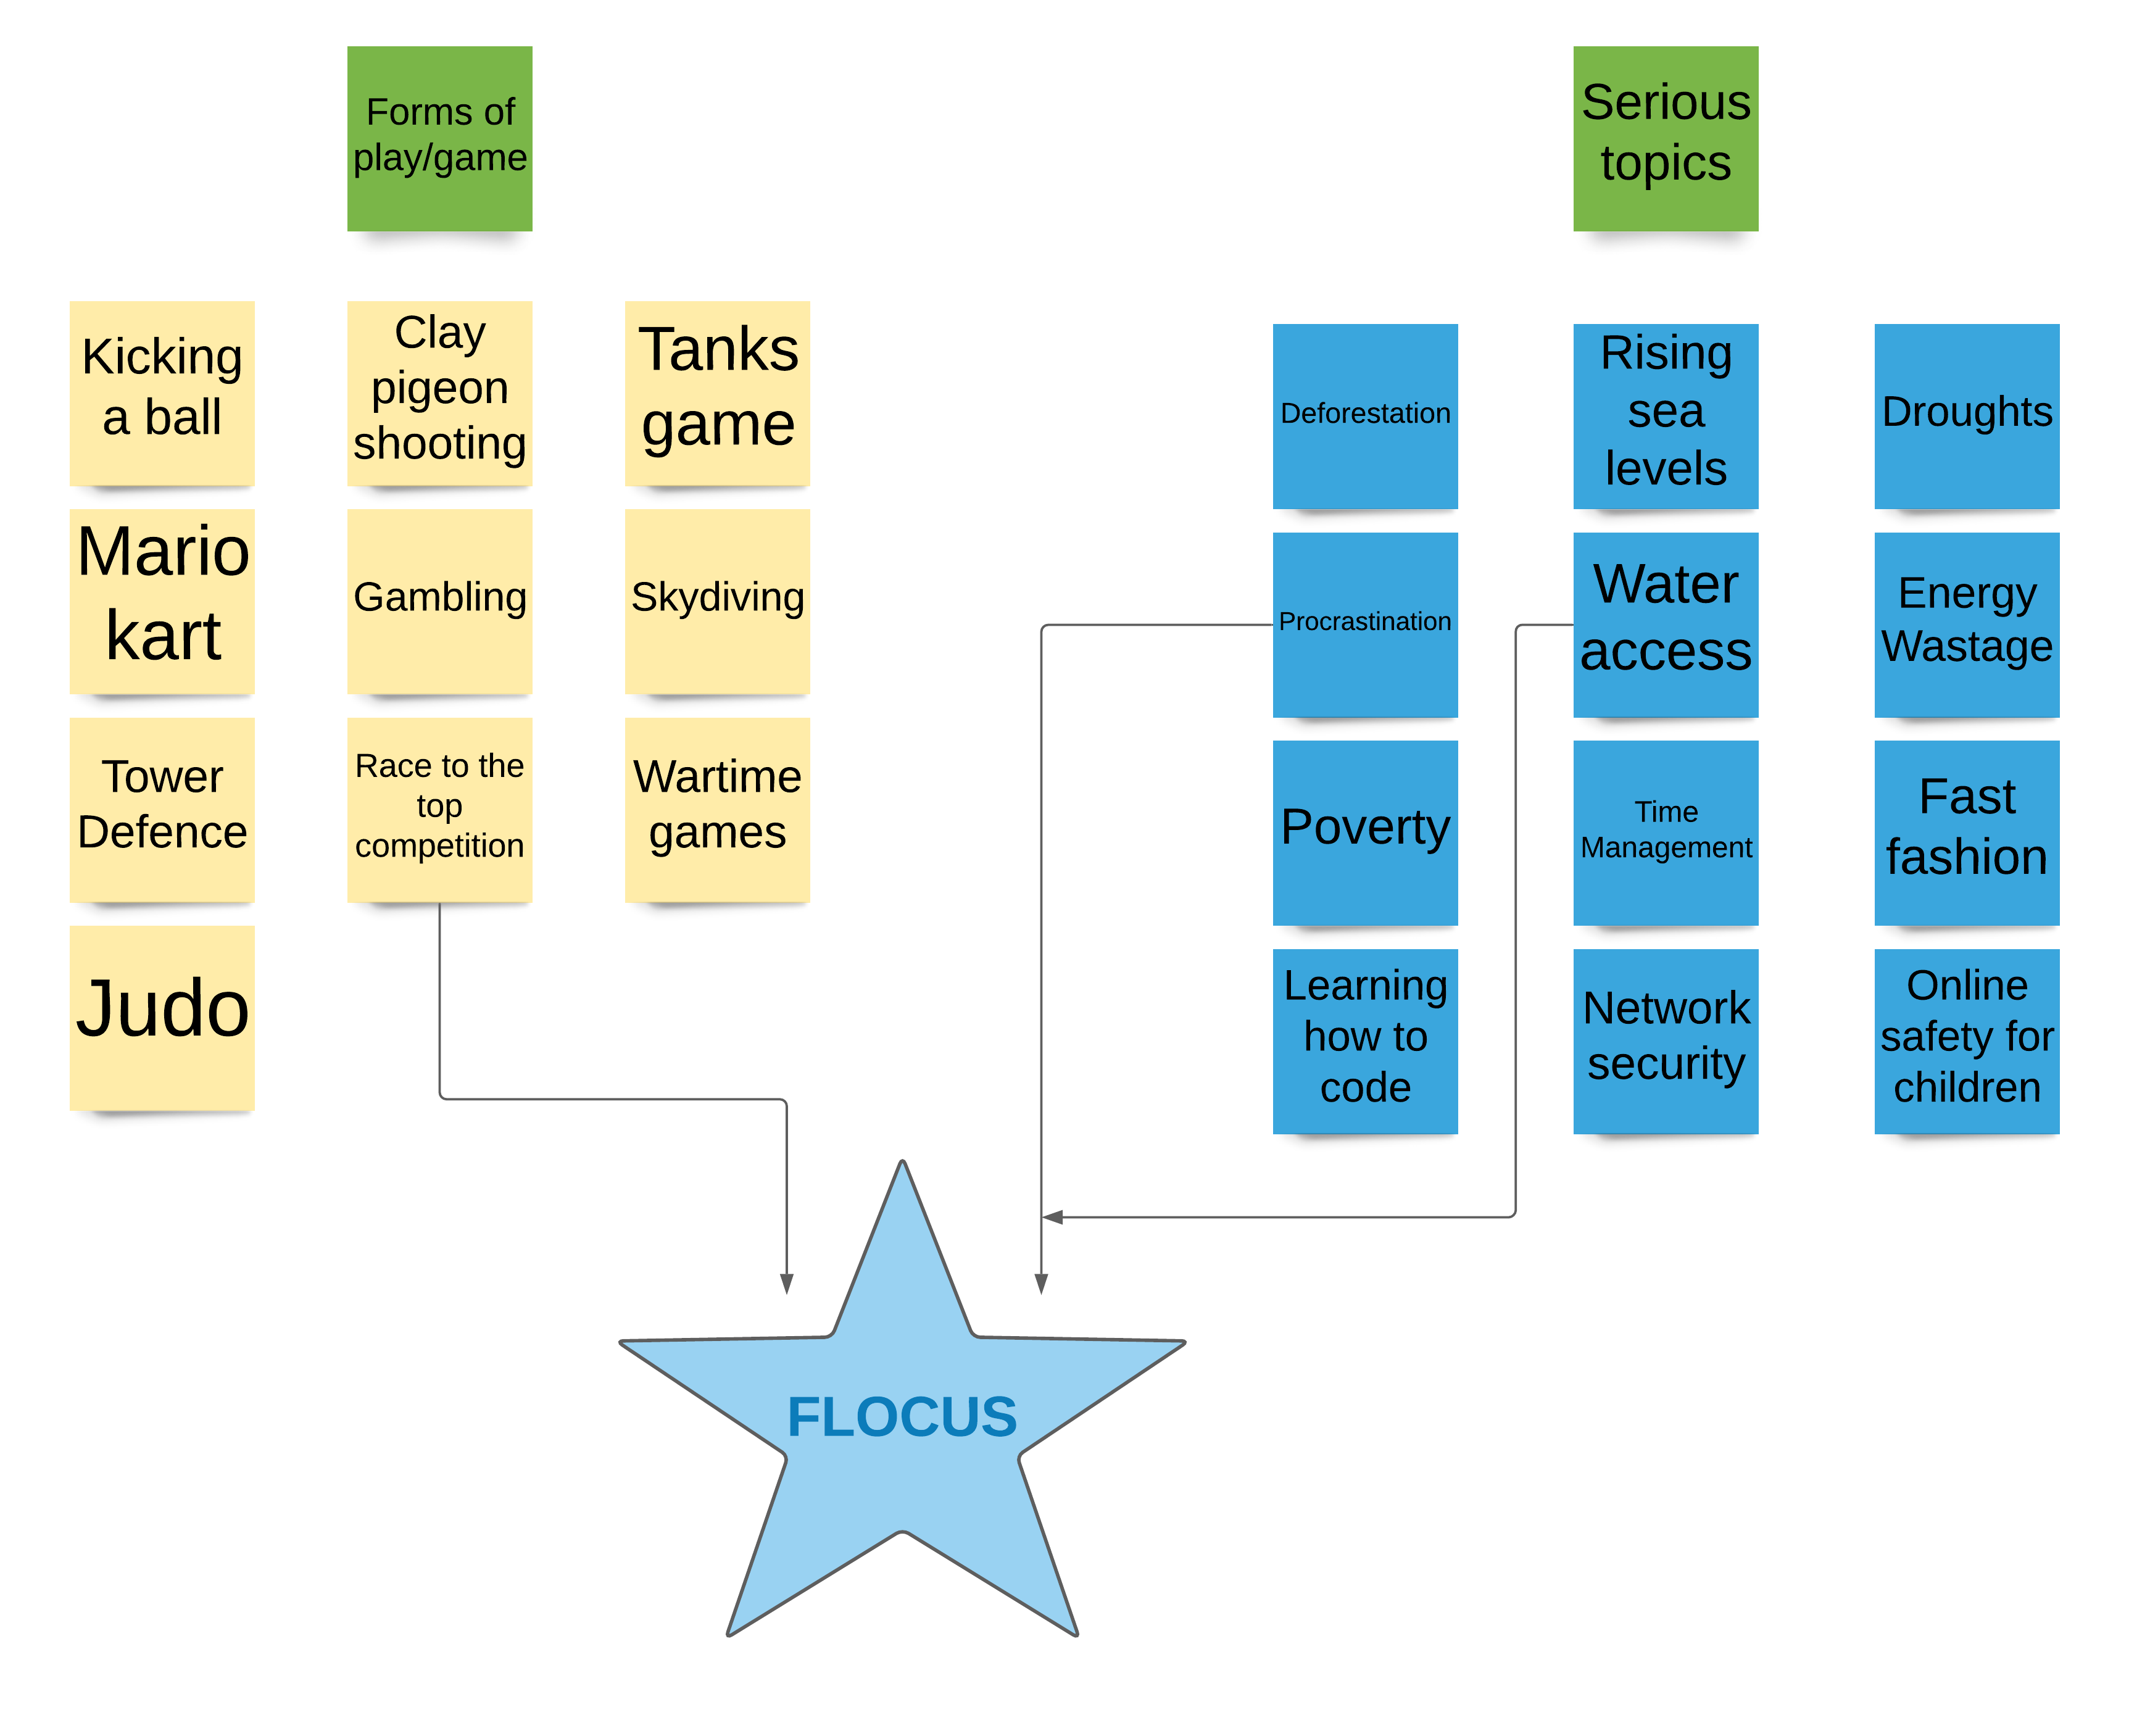 Forms of
play/game
Serious
topics
Kicking
a ball
Clay
pigeon
shooting
Tanks
game
Mario
kart
Gambling
Skydiving
Tower
Defence
Race to the
top
competition
Wartime
games
Judo
Deforestation
Rising
sea
levels
Droughts
Procrastination
Water
access
Energy
Wastage
Poverty
Time
Management
Fast
fashion
Learning
how to
code
Network
security
Online
safety for
children
FLOCUS